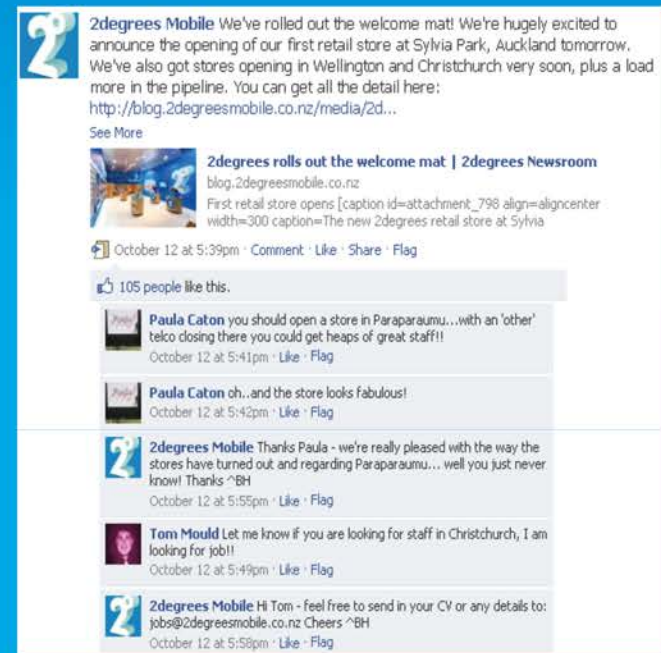 2degrees Mobile We've rolled out the welcome mat! We're hugely excited to
announce the opening of our first retail store at Sylvia Park, Auckland tomorrow.
We've also got stores opening in Wellington and Christchurch very soon, plus a load
more in the pipeline. You can get all the detail here:
http://blog.2degreesmobile.co.nz/media/2d...
See More
2degrees rolls out the welcome mat | 2degrees Newsroom
blog.2degreesmobile.co.nz
First retail store opens [caption id=attachment_798 align=aligncenter
width=300 caption=The new 2degrees retail store at Sylvia
October 12 at 5:39pm · Comment · Like · Share · Flag
105 people like this.
Paula Caton you should open a store in Paraparaumu...with an 'other'
telco closing there you could get heaps of great staff!!
October 12 at 5:41pm · Like · Flag
Paula Caton oh..and the store looks fabulous!
October 12 at 5:42pm · Like · Flag
2degrees Mobile Thanks Paula - we're really pleased with the way the
stores have turned out and regarding Paraparaumu... well you just never
know! Thanks ^BH
October 12 at 5:55pm · Like · Flag
Tom Mould Let me know if you are looking for staff in Christchurch, I am
looking for job!!
October 12 at 5:49pm · Like · Flag
2degrees Mobile Hi Tom - feel free to send in your CV or any details to:
jobs@2degreesmobile.co.nz Cheers ^BH
October 12 at 5:58pm · Like · Flag